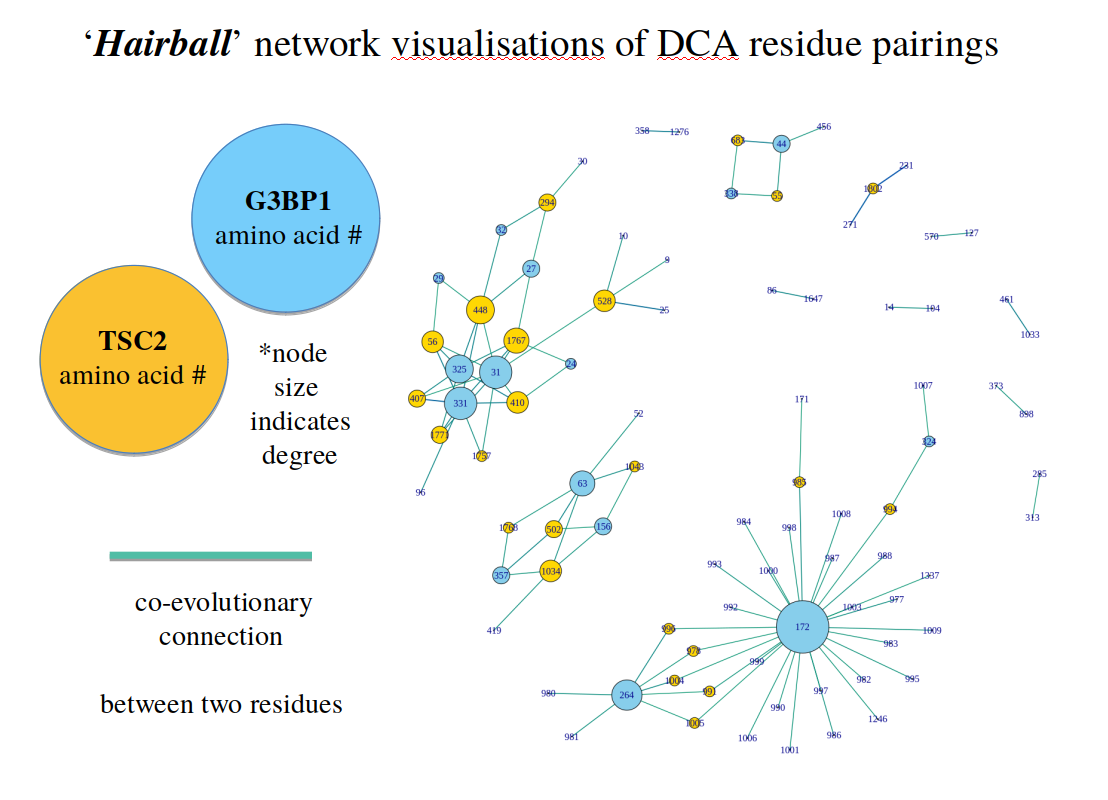 ‘Hairball’ network visualisations of DCA residue pairings
G3BP1
amino acid #
TSC2
amino acid #
*node
size
indicates
degree
co-evolutionary
connection
between two residues
358 1276
683 44 456
338 55
231
1802
271
570 127
30
294
32
27
29
448
56 1767
325 31
24
407 331 410
1771
1757
96
10
9
528
25
86 1647
14 104
461
1033
373
898
285
313
52
63 1043
1768 502 156
357 1034
419
171
1007
324
985
994
984 998 1008
993 1000 987 988
1337
992 1003 977
996 172 1009
978 999 983
1004 982 995
980 264 991 997
990 1246
981 1005
1006 986
1001